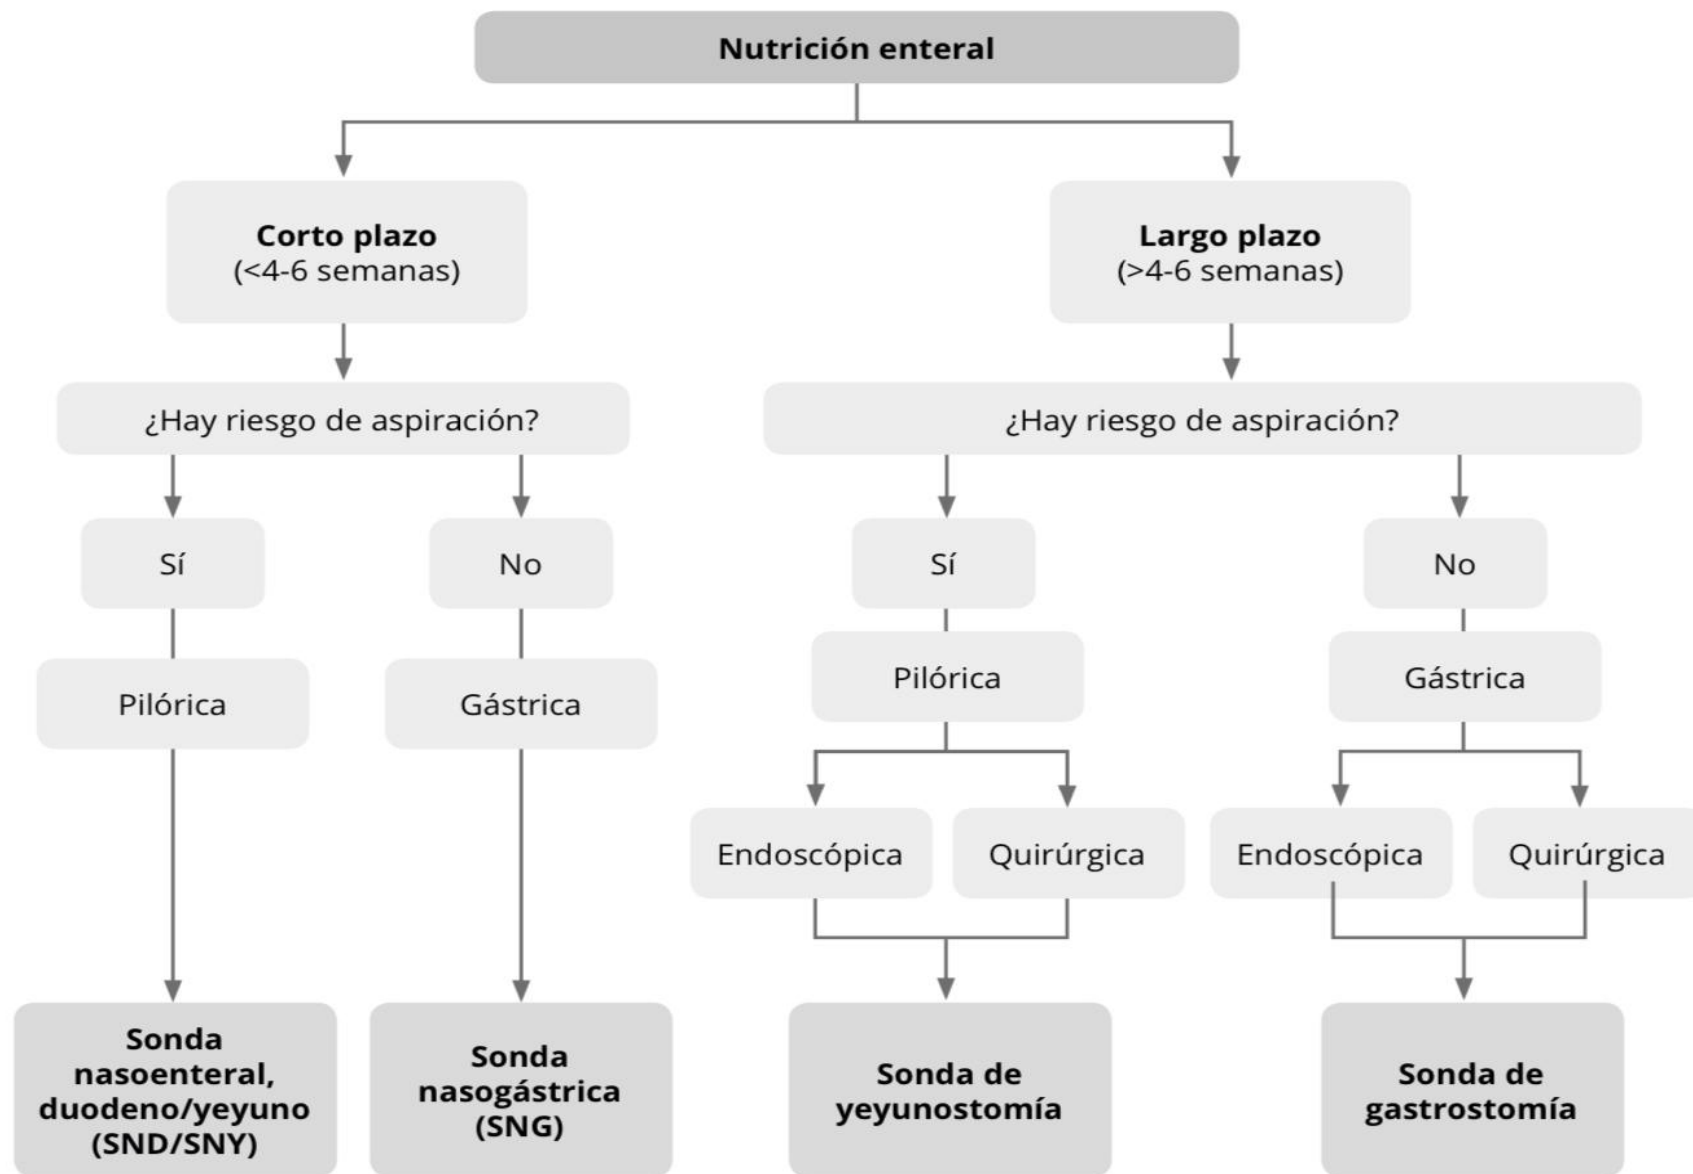 Nutrición enteral
Corto plazo
(<4-6 semanas)
Largo plazo
(>4-6 semanas)
¿Hay riesgo de aspiración?
¿Hay riesgo de aspiración?
Sí
No
Sí
No
Pilórica
Gástrica
Pilórica
Gástrica
Endoscópica
Quirúrgica
Endoscópica
Quirúrgica
Sonda
nasoenteral,
duodeno/yeyuno
(SND/SNY)
Sonda
nasogástrica
(SNG)
Sonda de
yeyunostomía
Sonda de
gastrostomía